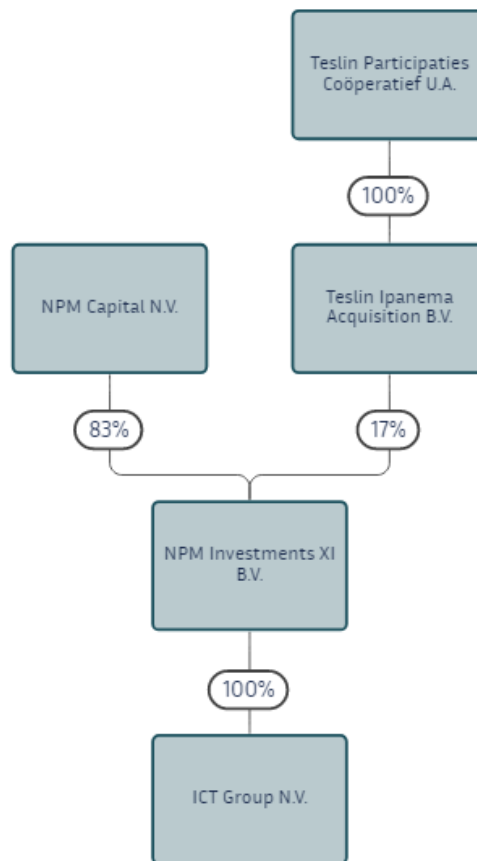 Teslin Participaties
Coöperatief U.A.
100%
NPM Capital N.V.
Teslin Ipanema
Acquisition B.V.
83%
17%
NPM Investments XI
B.V.
100%
ICT Group N.V.